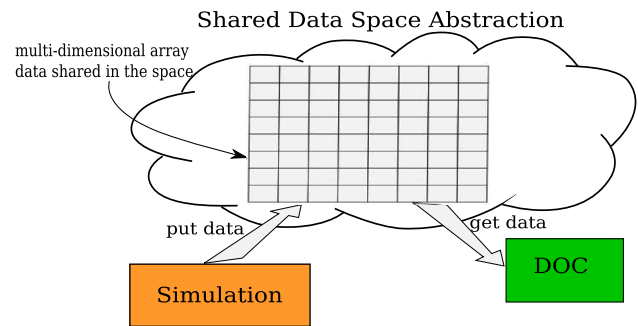 Shared Data Space Abstraction
multi-dimensional array
data shared in the space
put data
get data
DOC
Simulation